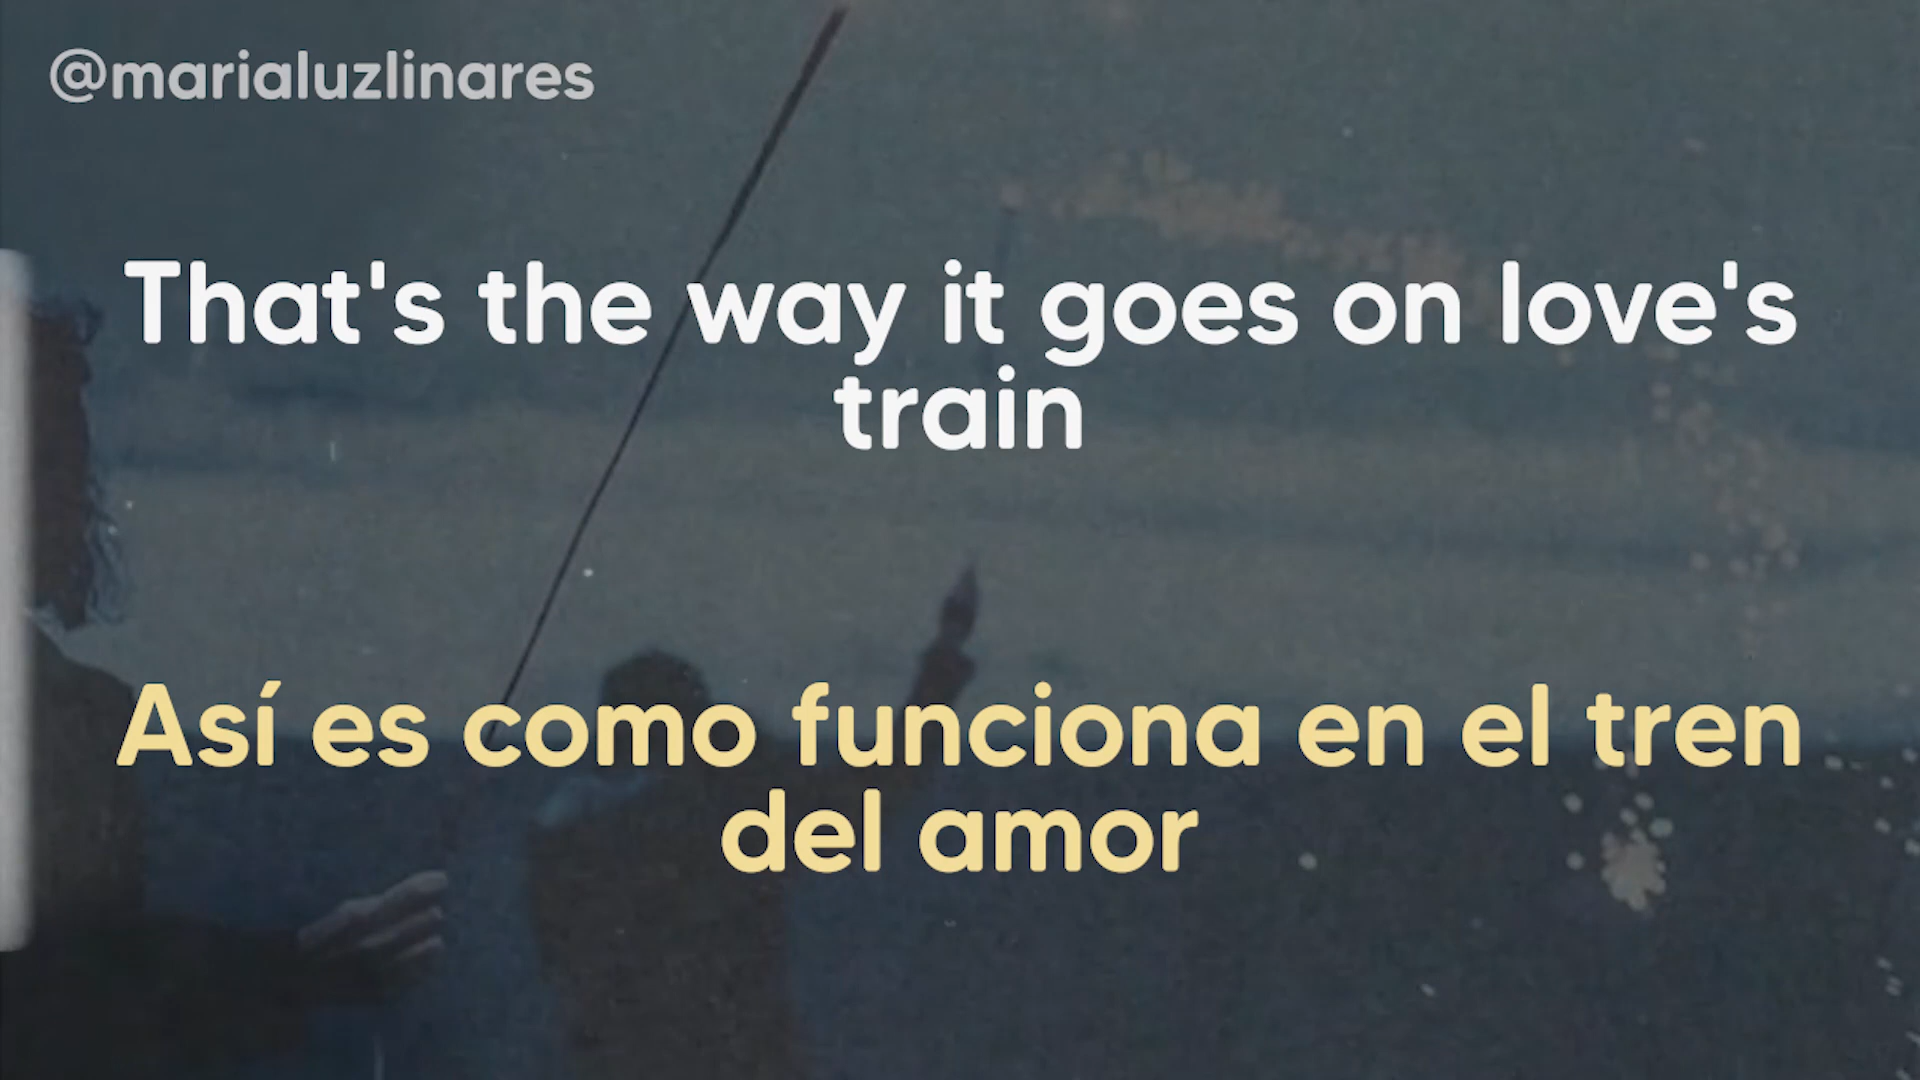 @marialuzlinares
That's the way it goes on love's
train
Así es como funciona en el tren
del amor